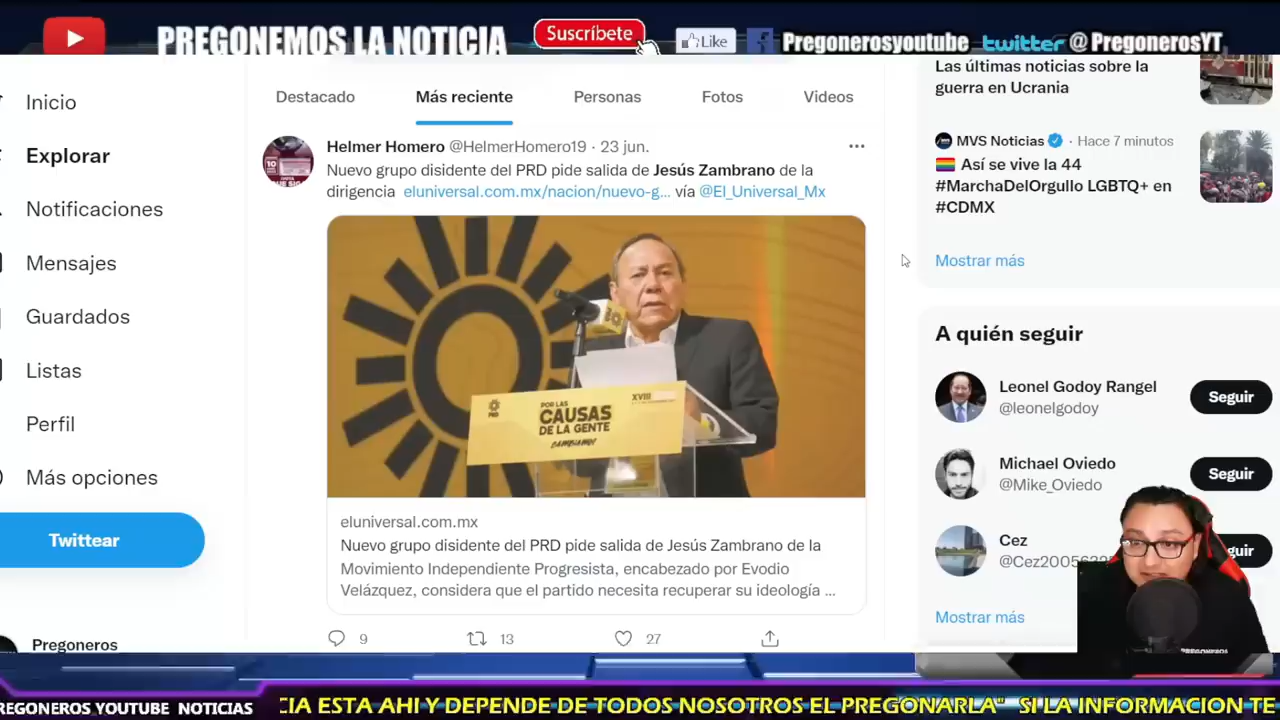 PREGONEMOS LA NOTICIA
Suscríbete
Like
Pregonerosyoutube
twitter @PregonerosYT
Inicio
Explorar
Notificaciones
Mensajes
Guardados
Listas
Perfil
Más opciones
Twittear
Pregoneros
Destacado
Más reciente
Personas
Fotos
Videos
Helmer Homero @HelmerHomero19 · 23 jun.
Nuevo grupo disidente del PRD pide salida de Jesús Zambrano de la
dirigencia eluniversal.com.mx/nacion/nuevo-g... vía @El_Universal_Mx
PRD
POR LAS
CAUSAS
DE LA GENTE
XVIII
eluniversal.com.mx
Nuevo grupo disidente del PRD pide salida de Jesús Zambrano de la
Movimiento Independiente Progresista, encabezado por Evodio
Velázquez, considera que el partido necesita recuperar su ideología ...
9
13
27
Las últimas noticias sobre la
guerra en Ucrania
MVS Noticias · Hace 7 minutos
Así se vive la 44
#MarchaDelOrgullo LGBTQ+ en
#CDMX
Mostrar más
A quién seguir
Leonel Godoy Rangel
@leonelgodoy
Seguir
Michael Oviedo
@Mike_Oviedo
Seguir
Cez
guir
Mostrar más
PREGONEROS
REGONEROS YOUTUBE NOTICIAS
CIA ESTA AHI Y DEPENDE DE TODOS NOSOTROS EL PREGONARLA" SI LA INFORMACION TE